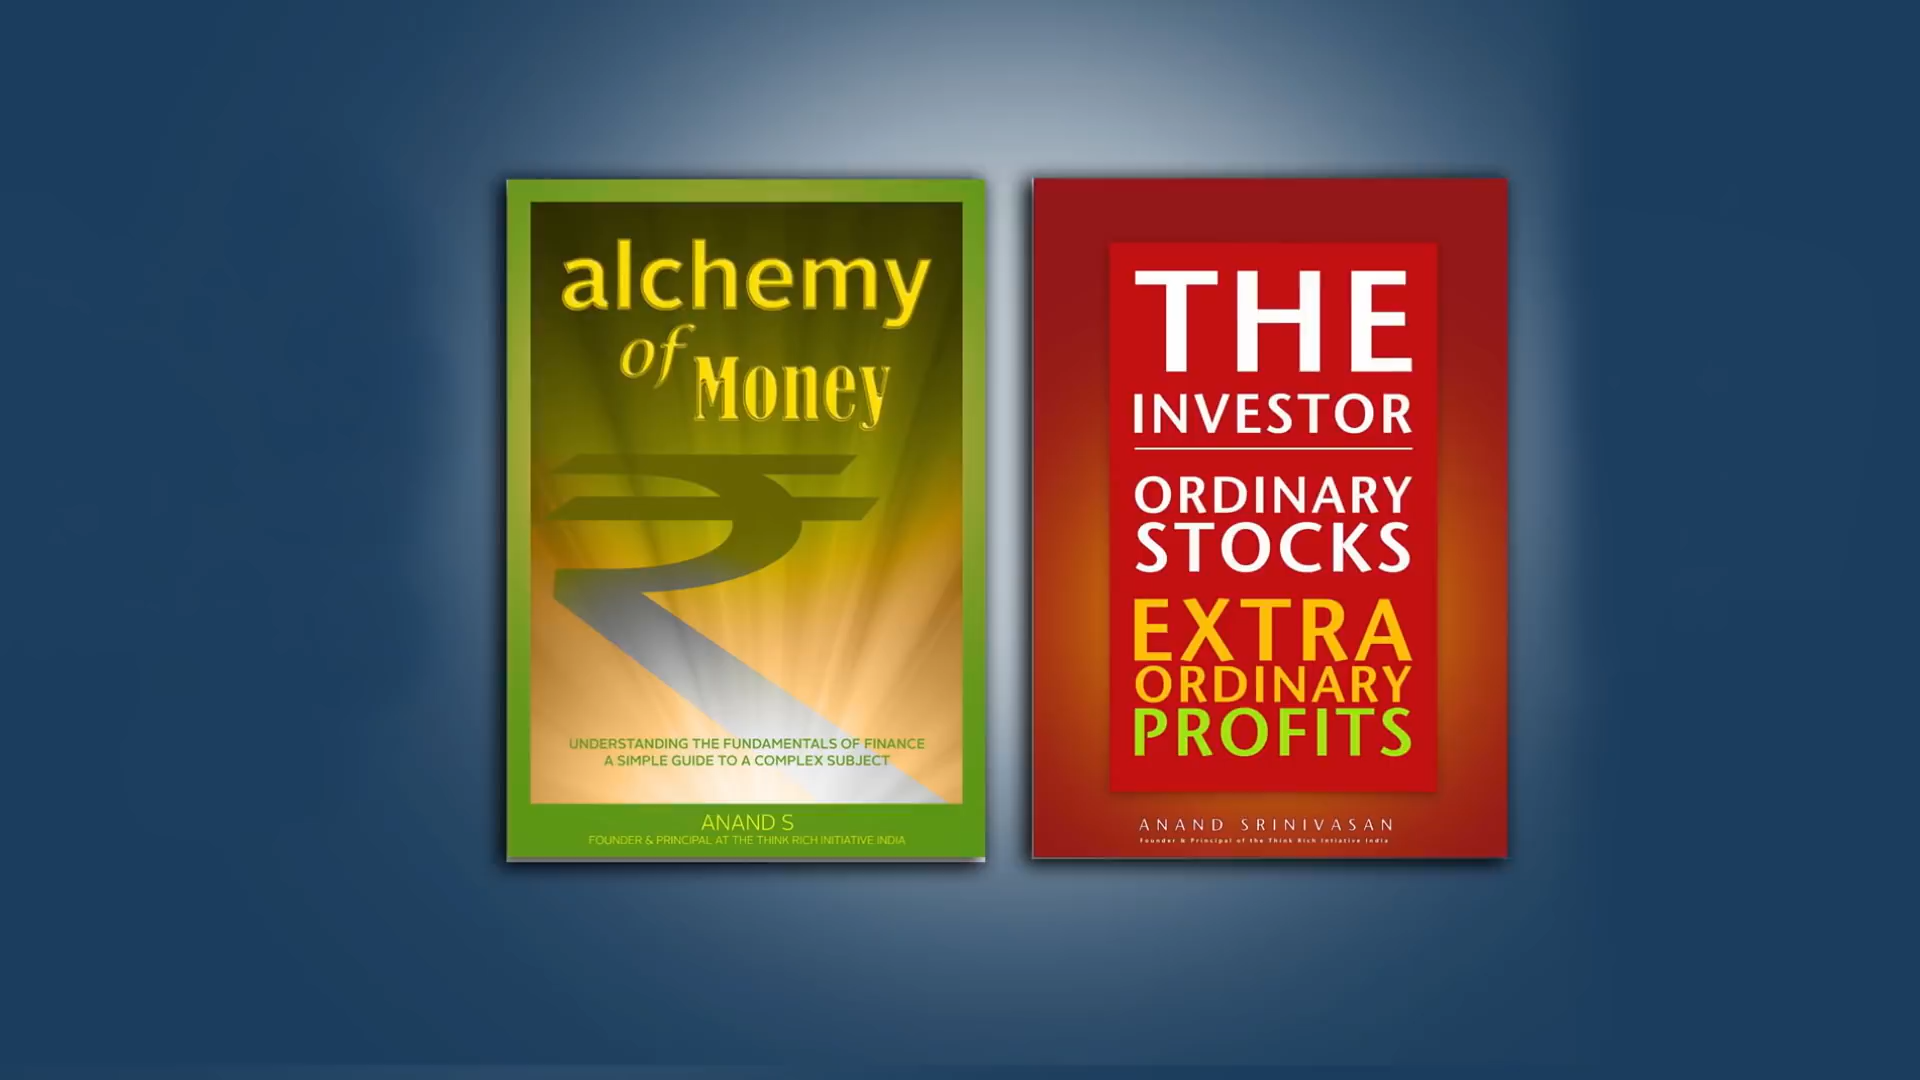 alchemy
of Money
UNDERSTANDING THE FUNDAMENTALS OF FINANCE
A SIMPLE GUIDE TO A COMPLEX SUBJECT
ANAND S
FOUNDER & PRINCIPAL AT THE THINK RICH INITIATIVE INDIA
THE
INVESTOR
ORDINARY
STOCKS
EXTRA
ORDINARY
PROFITS
ANAND SRINIVASAN
Founder & Principal of the Think Rich Intiative India